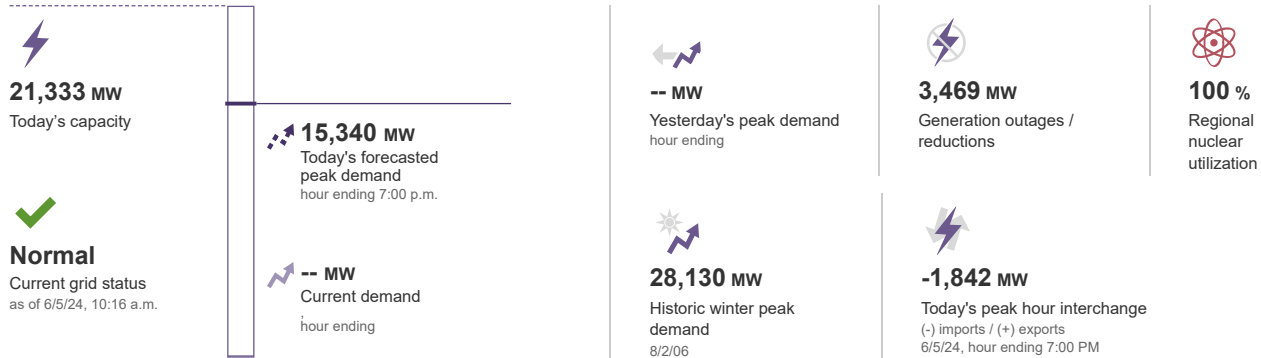 21,333 MW
Today's capacity
Normal
Current grid status
as of 6/5/24, 10:16 a.m.
15,340 MW
Today's forecasted
peak demand
hour ending 7:00 p.m.
-- MW
Current demand
,
hour ending
-- MW
Yesterday's peak demand
hour ending
3,469 MW
Generation outages /
reductions
100 %
Regional
nuclear
utilization
28,130 MW
Historic winter peak
demand
8/2/06
-1,842 MW
Today's peak hour interchange
(-) imports / (+) exports
6/5/24, hour ending 7:00 PM